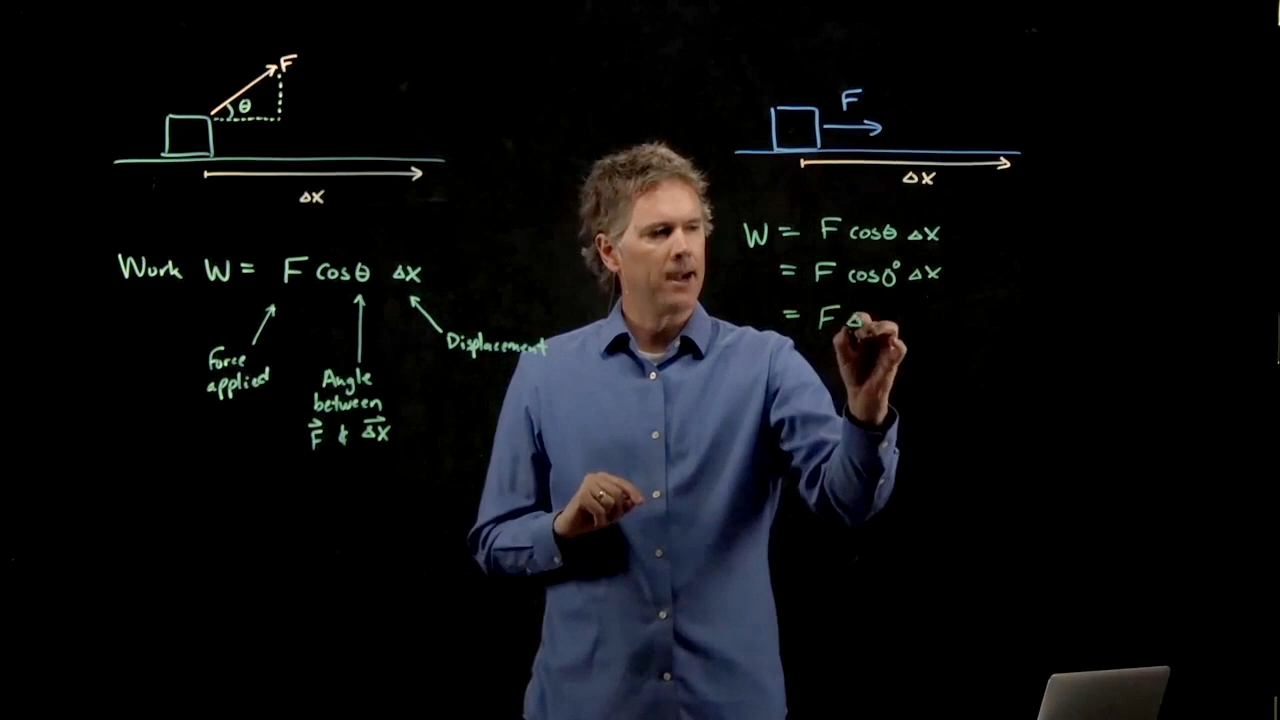 F
θ
Δx
Work W = F cosθ Δx
Force
applied
Angle
between
F⃗ & Δx⃗
Displacement
F
Δx
W = F cosθ Δx
= F cos0° Δx
= F Δ